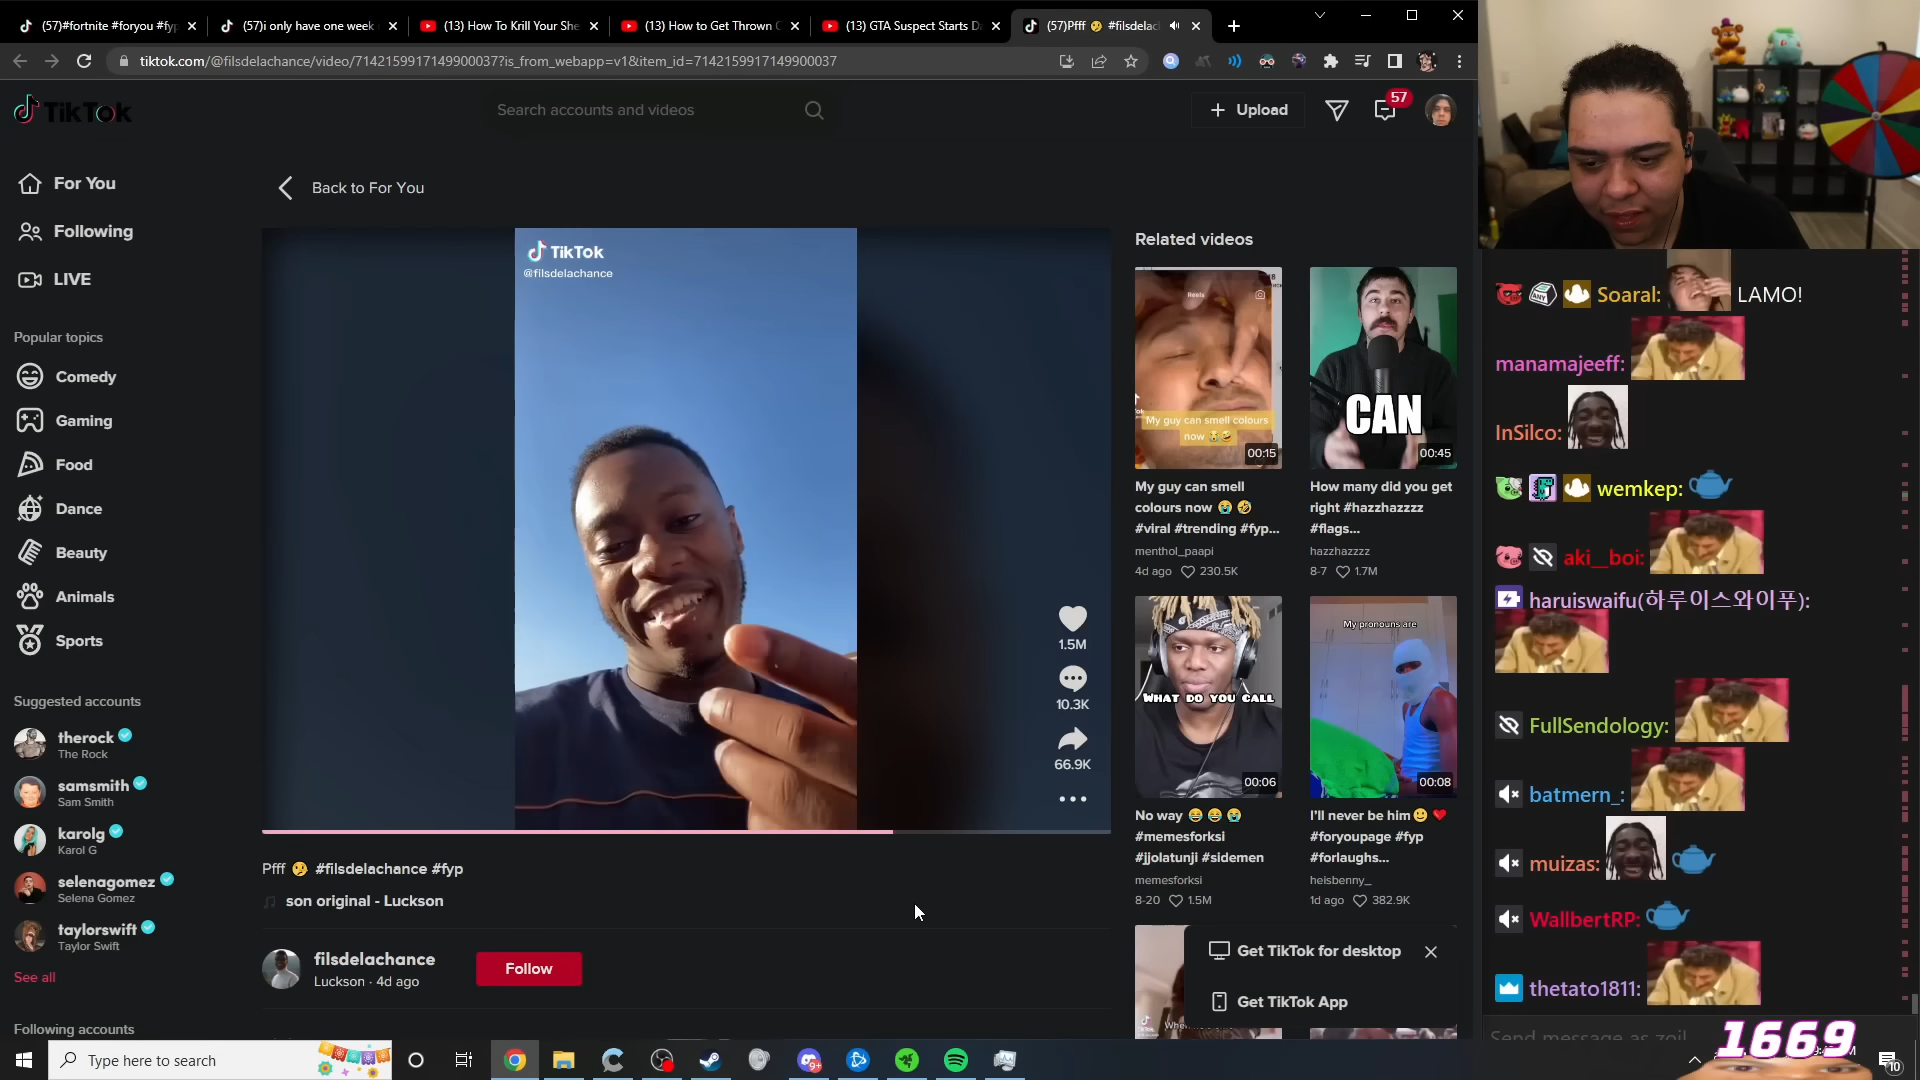 (57)#fortnite #foryou #fyp
(57)i only have one week
(13) How To Krill Your She
(13) How to Get Thrown
(13) GTA Suspect Starts D
(57)Pfff 🤥 #filsdelac
tiktok.com/@filsdelachance/video/7142159917149900037?is_from_webapp=v1&item_id=7142159917149900037
TikTok
Search accounts and videos
Upload
57
For You
Following
LIVE
Popular topics
Comedy
Gaming
Food
Dance
Beauty
Animals
Sports
Suggested accounts
therock
The Rock
samsmith
Sam Smith
karolg
Karol G
selenagomez
Selena Gomez
taylorswift
Taylor Swift
See all
Following accounts
Back to For You
TikTok
@filsdelachance
1.5M
10.3K
66.9K
Pfff 🤥 #filsdelachance #fyp
son original - Luckson
filsdelachance
Luckson · 4d ago
Follow
Related videos
Reels
My guy can smell colours
now 😭🤣
00:15
My guy can smell
colours now 😭 🤣
#viral #trending #fyp...
menthol_paapi
4d ago 230.5K
CAN
00:45
How many did you get
right #hazzhazzzz
#flags...
hazzhazzzz
8-7 1.7M
WHAT DO YOU CALL
00:06
No way 😂 😂 😭
#memesforksi
#jjolatunji #sidemen
memesforksi
8-20 1.5M
My pronouns are
00:08
I'll never be him🙂 ❤️
#foryoupage #fyp
#forlaughs...
heisbenny_
1d ago 382.9K
Get TikTok for desktop
Get TikTok App
Soaral: LAMO!
manamajeeff:
InSilco:
wemkep:
aki__boi:
haruiswaifu(하루이스와이푸):
FullSendology:
batmern_:
muizas:
WallbertRP:
thetato1811:
Send message as zoil
1669
Type here to search
9+
10